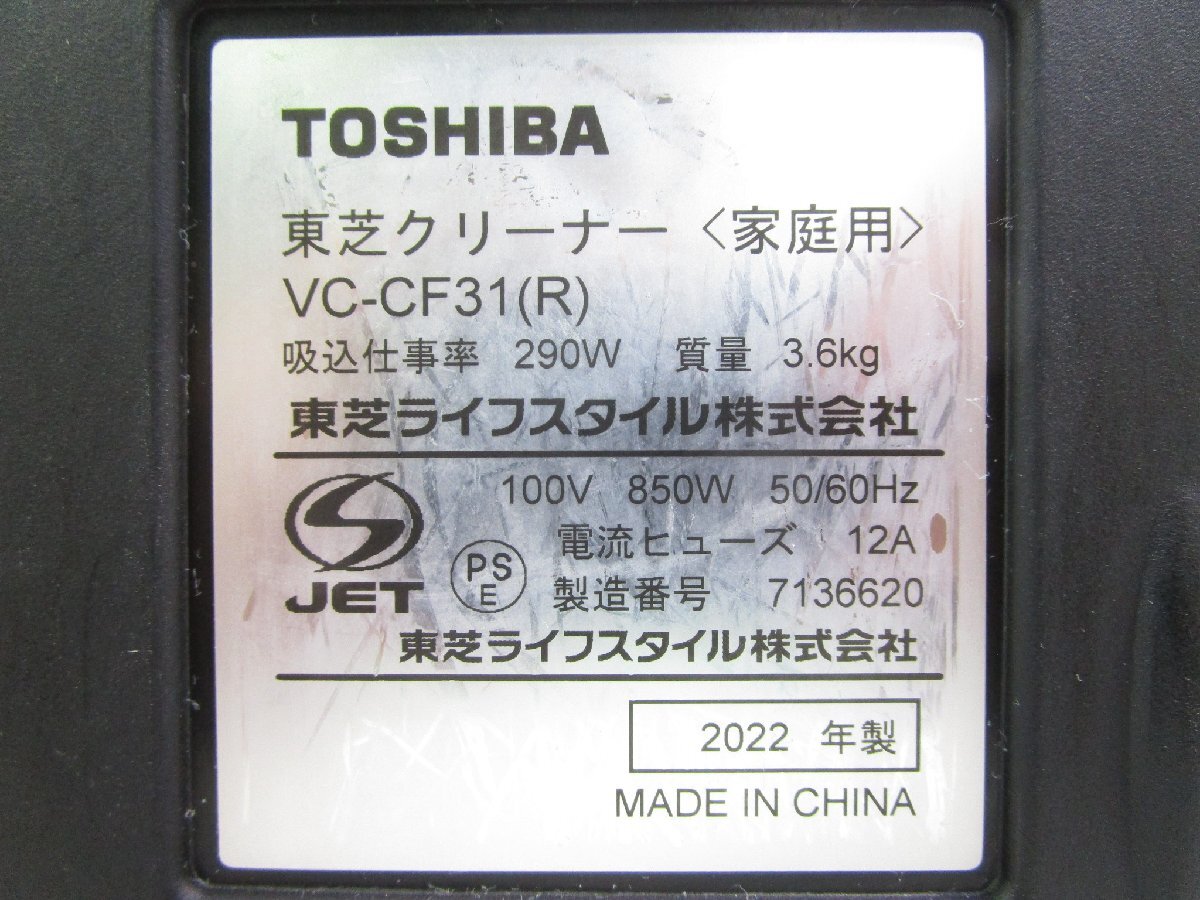 TOSHIBA
東芝クリーナー〈家庭用〉
VC-CF31(R)
吸込仕事率 290W 質量 3.6kg
東芝ライフスタイル株式会社
100V 850W 50/60Hz
電流ヒューズ 12A
JET
PS
E
製造番号 7136620
東芝ライフスタイル株式会社
2022 年製
MADE IN CHINA